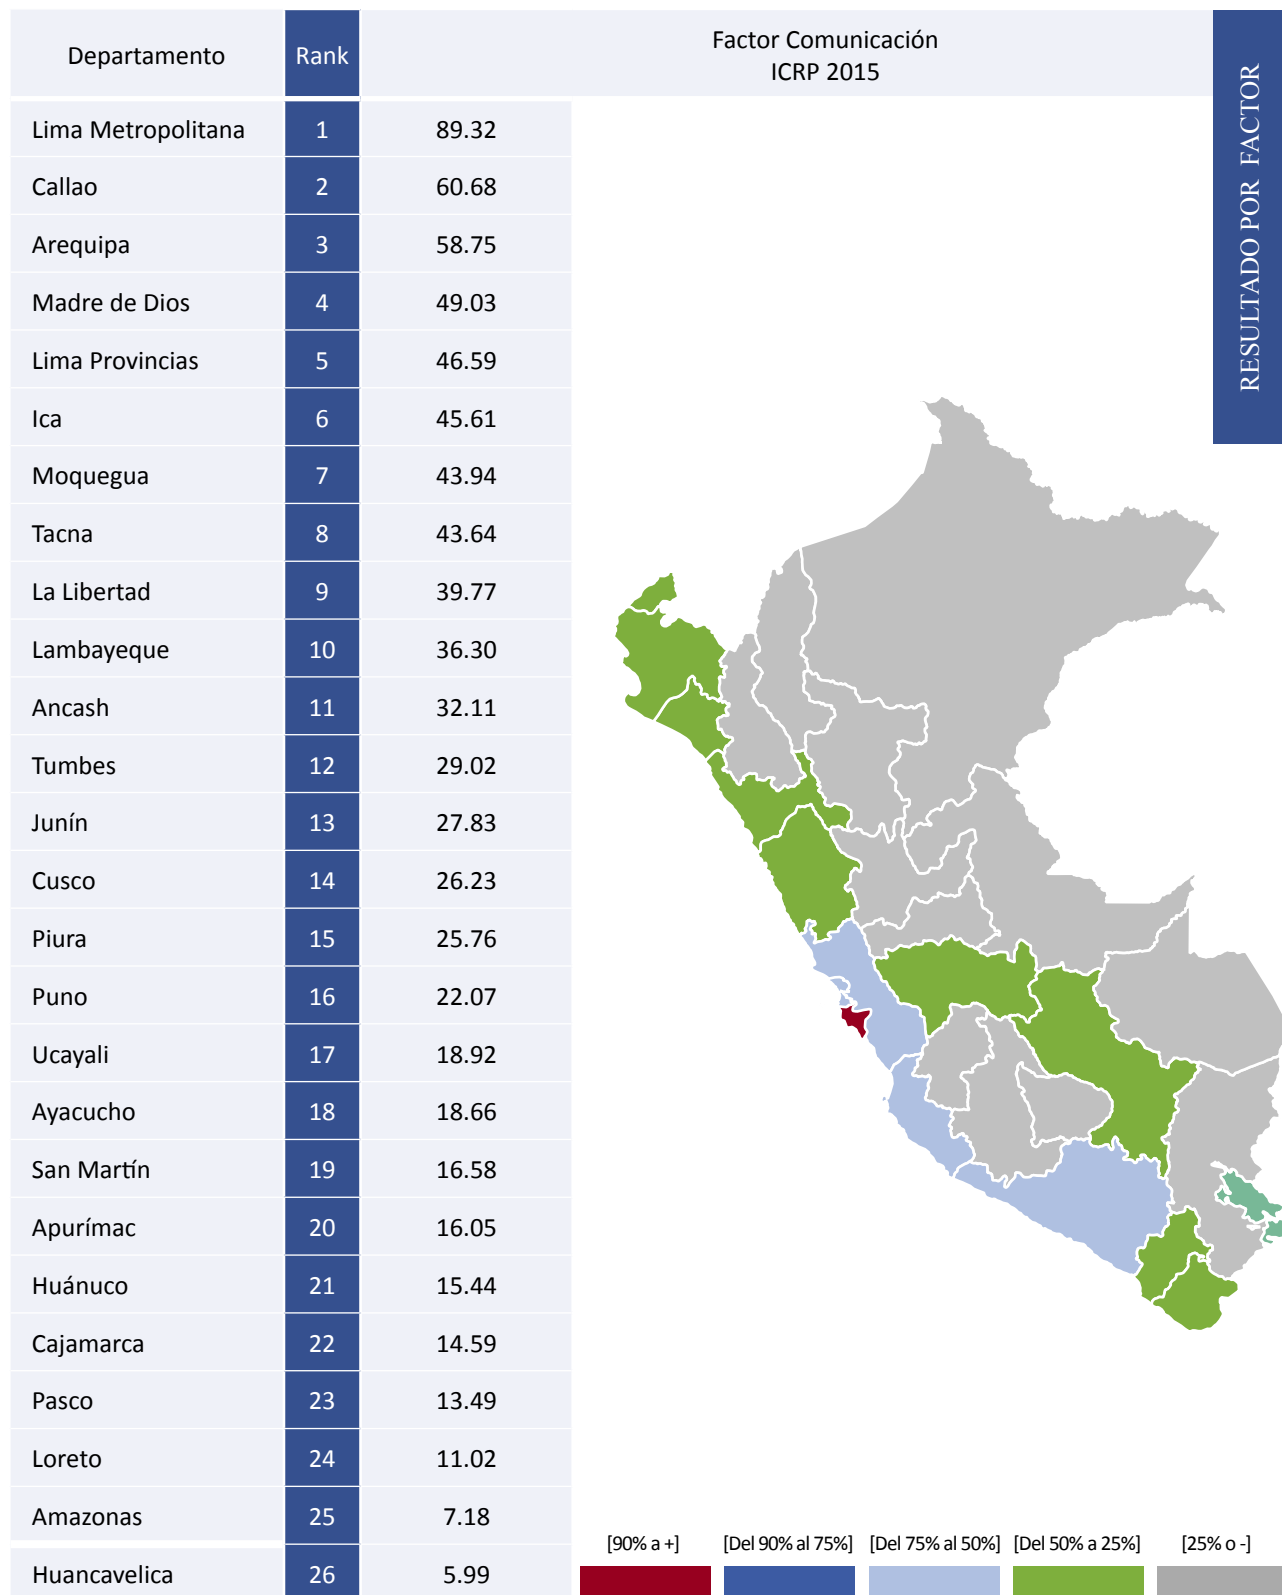 Departamento Rank Factor Comunicación
ICRP 2015
RESULTADO POR FACTOR
Lima Metropolitana 1 89.32
Callao 2 60.68
Arequipa 3 58.75
Madre de Dios 4 49.03
Lima Provincias 5 46.59
Ica 6 45.61
Moquegua 7 43.94
Tacna 8 43.64
La Libertad 9 39.77
Lambayeque 10 36.30
Ancash 11 32.11
Tumbes 12 29.02
Junín 13 27.83
Cusco 14 26.23
Piura 15 25.76
Puno 16 22.07
Ucayali 17 18.92
Ayacucho 18 18.66
San Martín 19 16.58
Apurímac 20 16.05
Huánuco 21 15.44
Cajamarca 22 14.59
Pasco 23 13.49
Loreto 24 11.02
Amazonas 25 7.18
Huancavelica 26 5.99
[90% a +] [Del 90% al 75%] [Del 75% al 50%] [Del 50% a 25%] [25% o -]